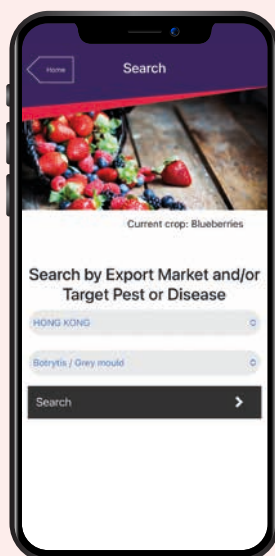 Home
Search
Current crop: Blueberries
Search by Export Market and/or
Target Pest or Disease
HONG KONG
Botrytis / Grey mould
Search